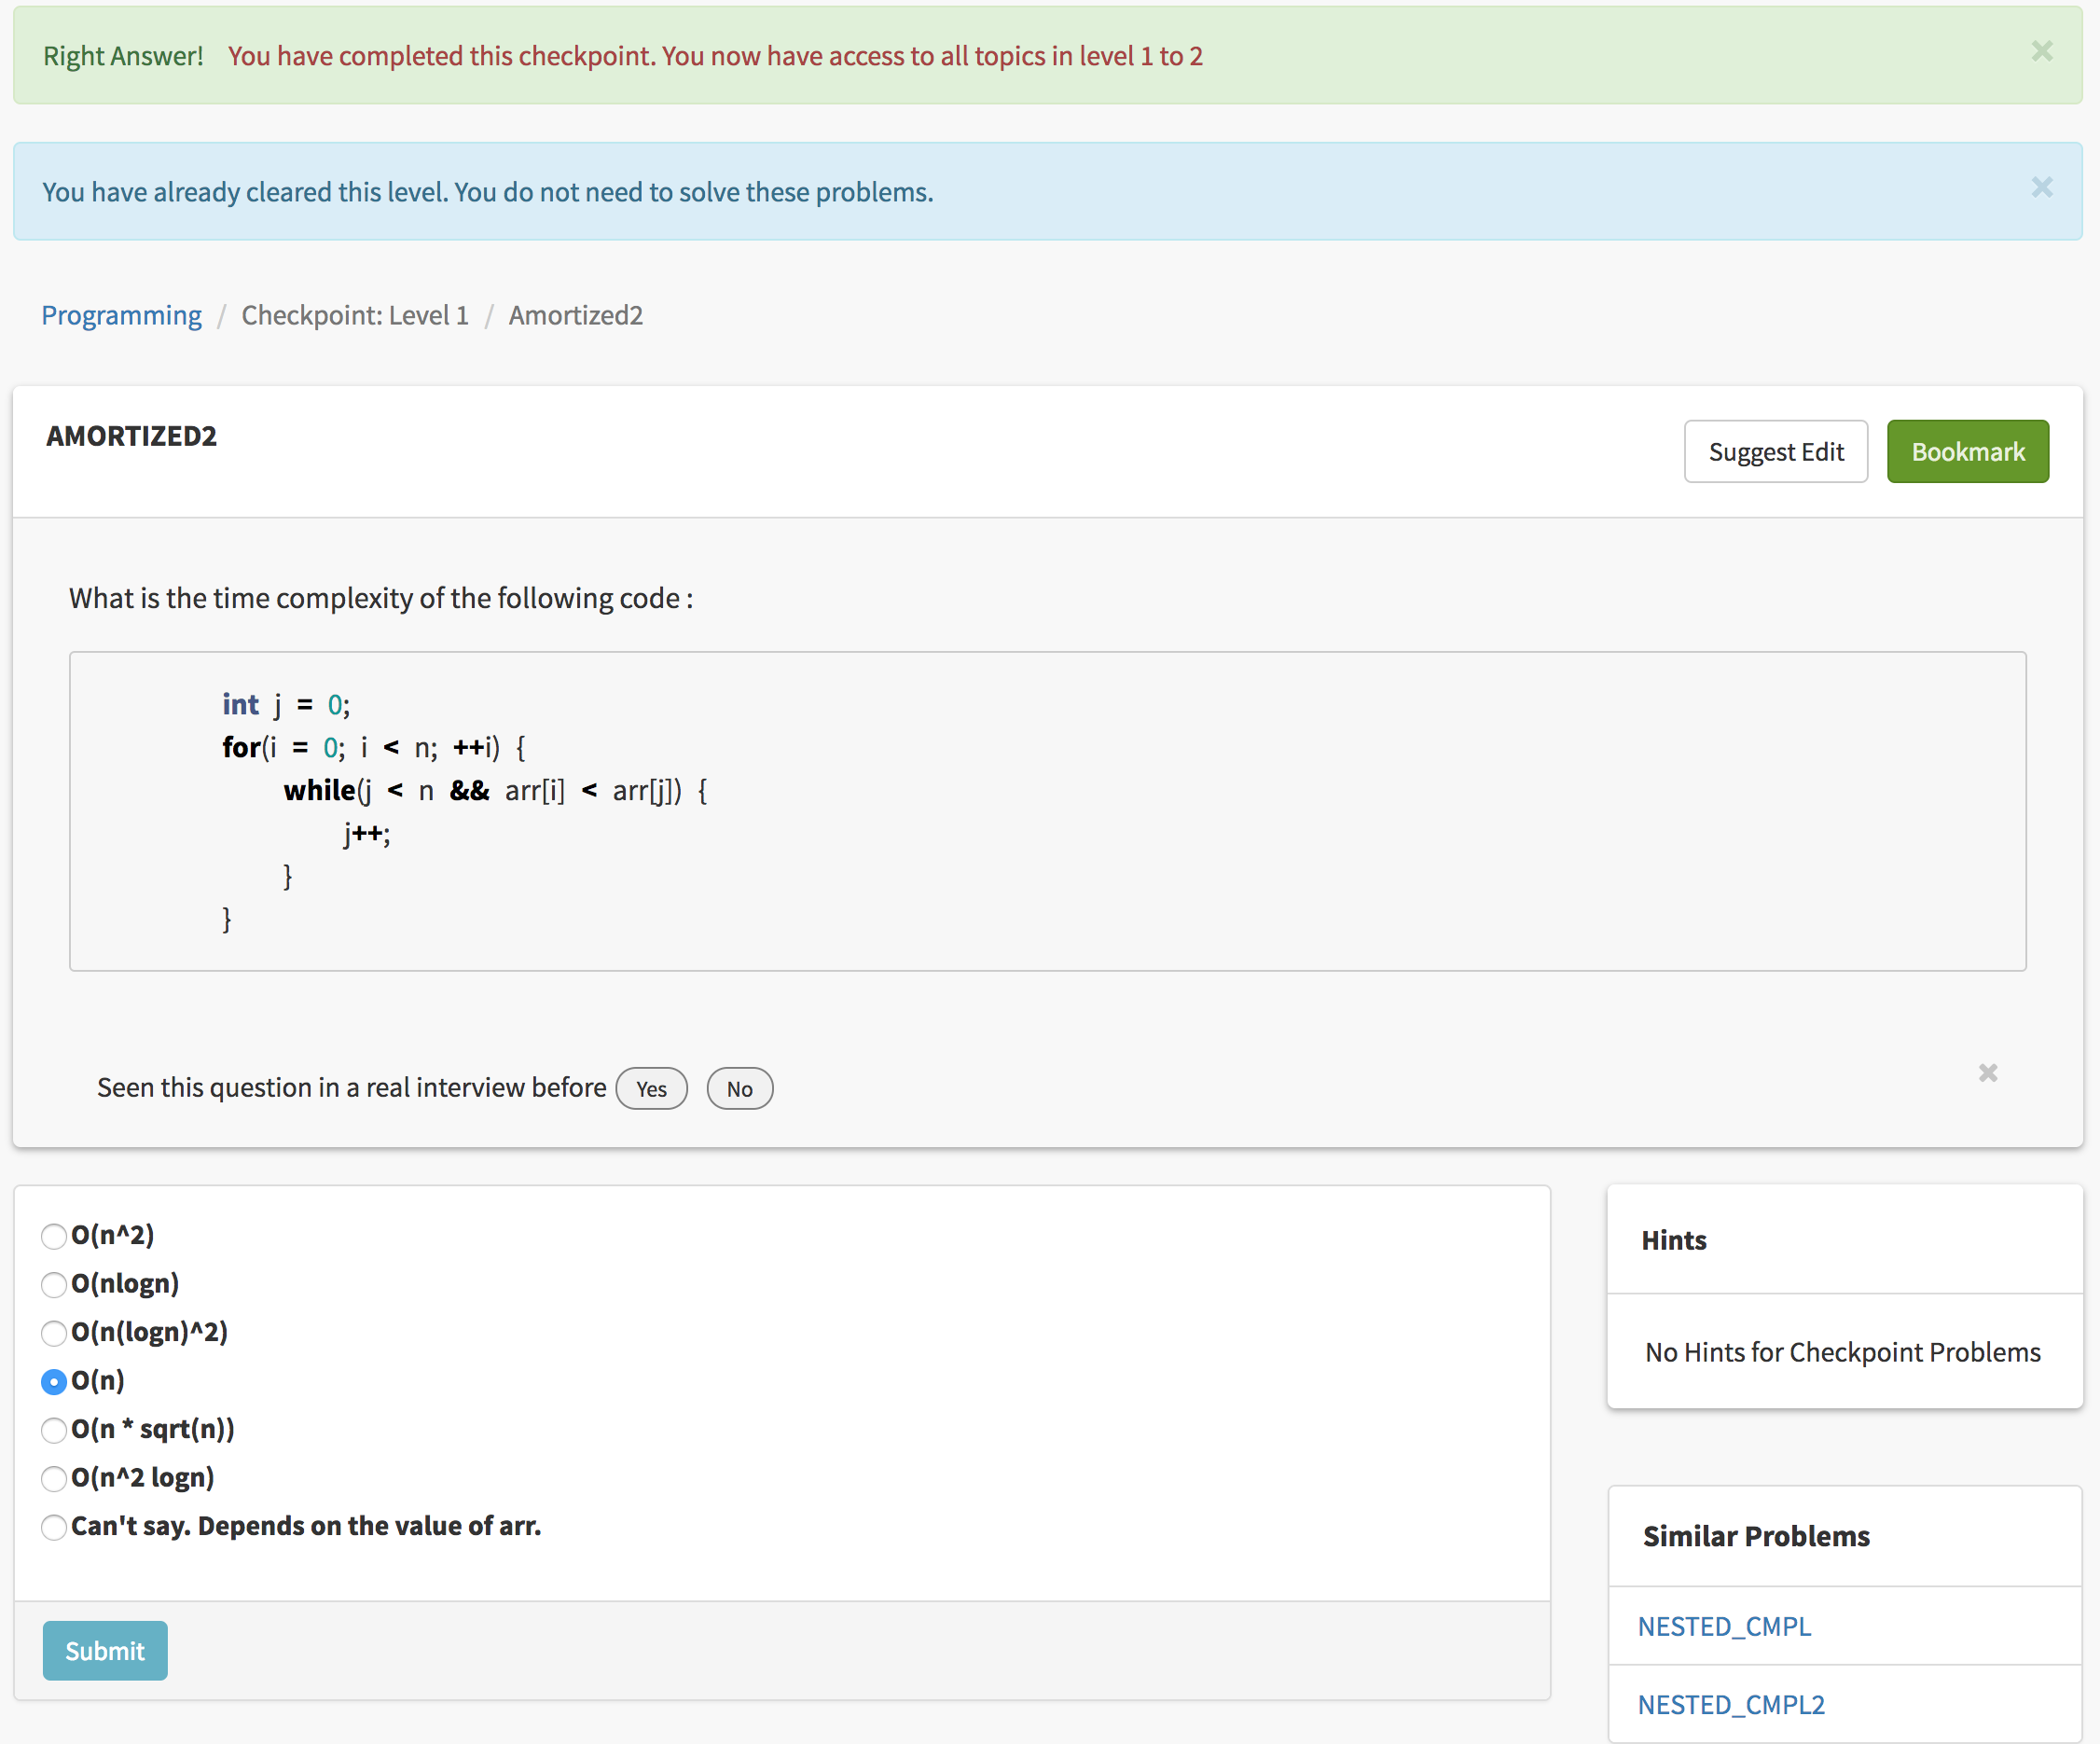 Right Answer! You have completed this checkpoint. You now have access to all topics in level 1 to 2
You have already cleared this level. You do not need to solve these problems.
Programming / Checkpoint: Level 1 / Amortized2
AMORTIZED2
Suggest Edit
Bookmark
What is the time complexity of the following code :
int j = 0;
for(i = 0; i < n; ++i) {
while(j < n && arr[i] < arr[j]) {
j++;
}
}
Seen this question in a real interview before Yes No
O(n^2)
O(nlogn)
O(n(logn)^2)
O(n)
O(n * sqrt(n))
O(n^2 logn)
Can't say. Depends on the value of arr.
Submit
Hints
No Hints for Checkpoint Problems
Similar Problems
NESTED_CMPL
NESTED_CMPL2